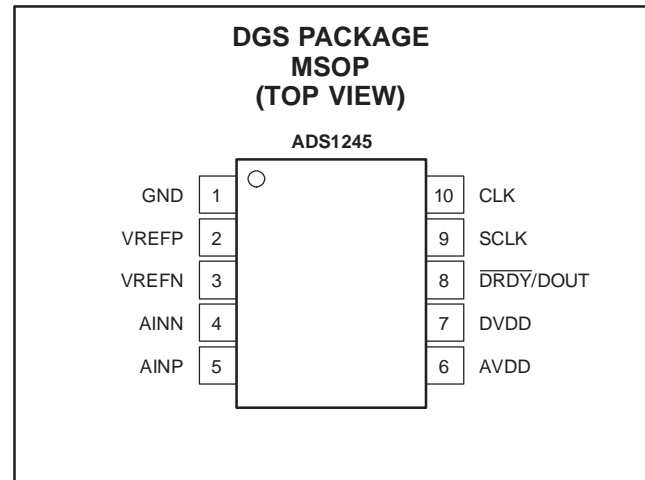 DGS PACKAGE
MSOP
(TOP VIEW)
ADS1245
GND 1 10 CLK
VREFP 2 9 SCLK
VREFN 3 8 D̅R̅D̅Y̅/DOUT
AINN 4 7 DVDD
AINP 5 6 AVDD